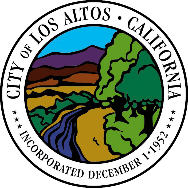 CITY OF LOS ALTOS • CALIFORNIA
*** INCORPORATED DECEMBER 1•1952 ***